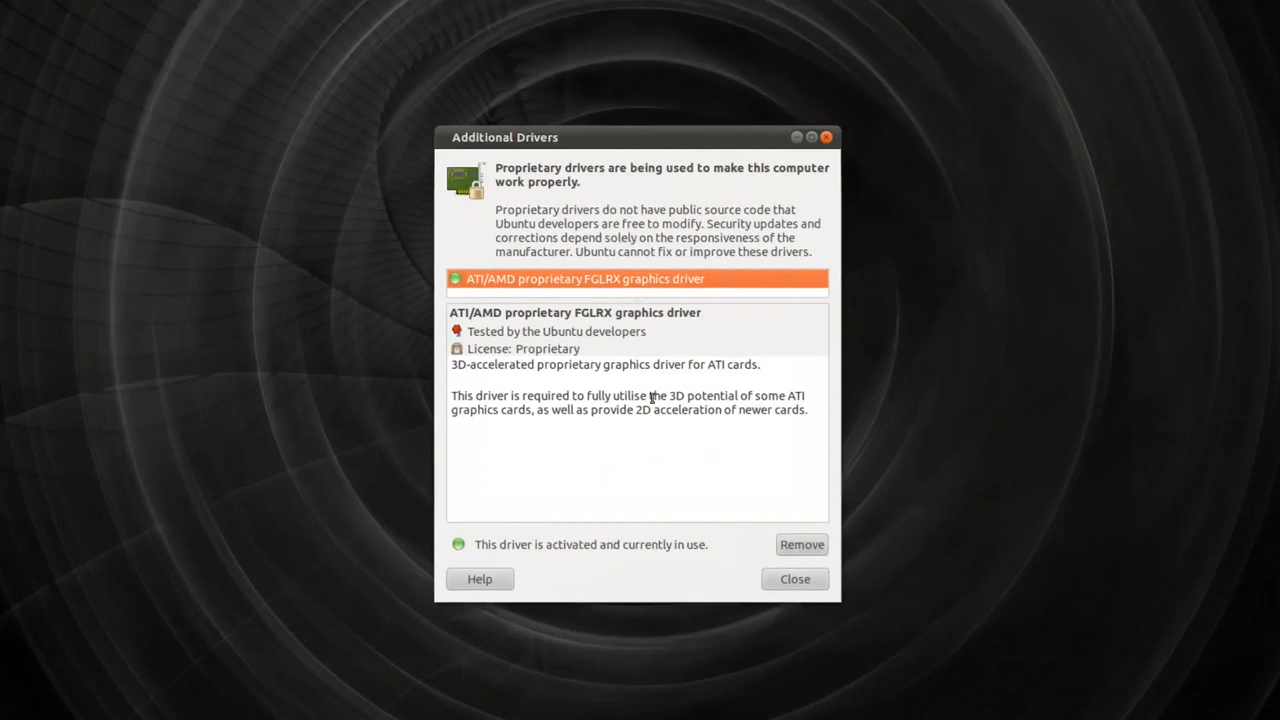 Additional Drivers
Proprietary drivers are being used to make this computer
work properly.
Proprietary drivers do not have public source code that
Ubuntu developers are free to modify. Security updates and
corrections depend solely on the responsiveness of the
manufacturer. Ubuntu cannot fix or improve these drivers.
ATI/AMD proprietary FGLRX graphics driver
ATI/AMD proprietary FGLRX graphics driver
Tested by the Ubuntu developers
License: Proprietary
3D-accelerated proprietary graphics driver for ATI cards.
This driver is required to fully utilise the 3D potential of some ATI
graphics cards, as well as provide 2D acceleration of newer cards.
This driver is activated and currently in use.
Remove
Help
Close